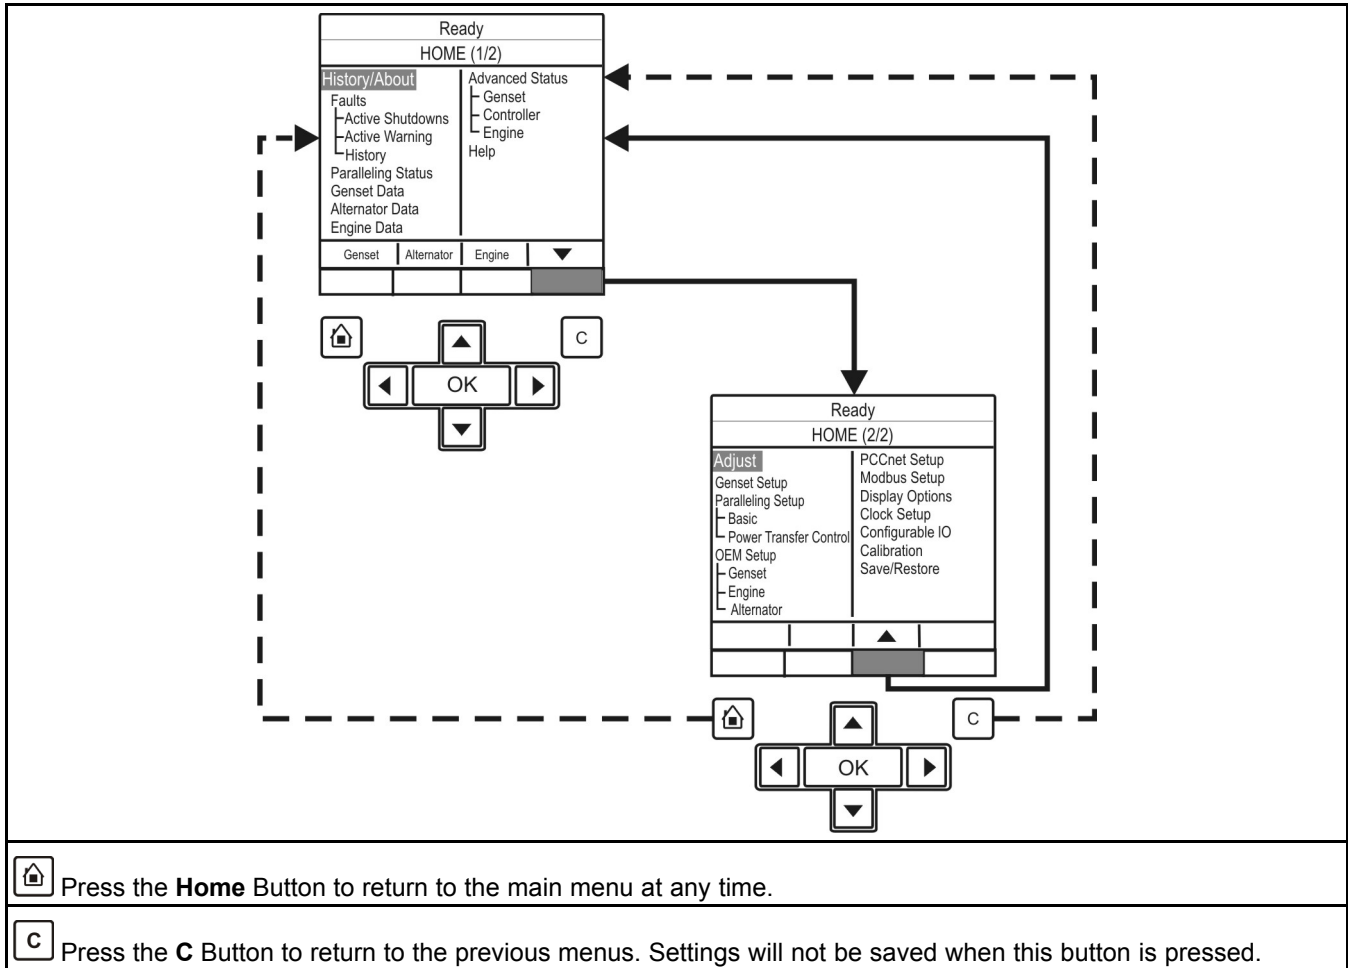 Ready
HOME (1/2)
History/About
Faults
Active Shutdowns
Active Warning
History
Paralleling Status
Genset Data
Alternator Data
Engine Data
Advanced Status
Genset
Controller
Engine
Help
Genset Alternator Engine
C
OK
Ready
HOME (2/2)
Adjust
Genset Setup
Paralleling Setup
Basic
Power Transfer Control
OEM Setup
Genset
Engine
Alternator
PCCnet Setup
Modbus Setup
Display Options
Clock Setup
Configurable IO
Calibration
Save/Restore
C
OK
Press the Home Button to return to the main menu at any time.
C Press the C Button to return to the previous menus. Settings will not be saved when this button is pressed.